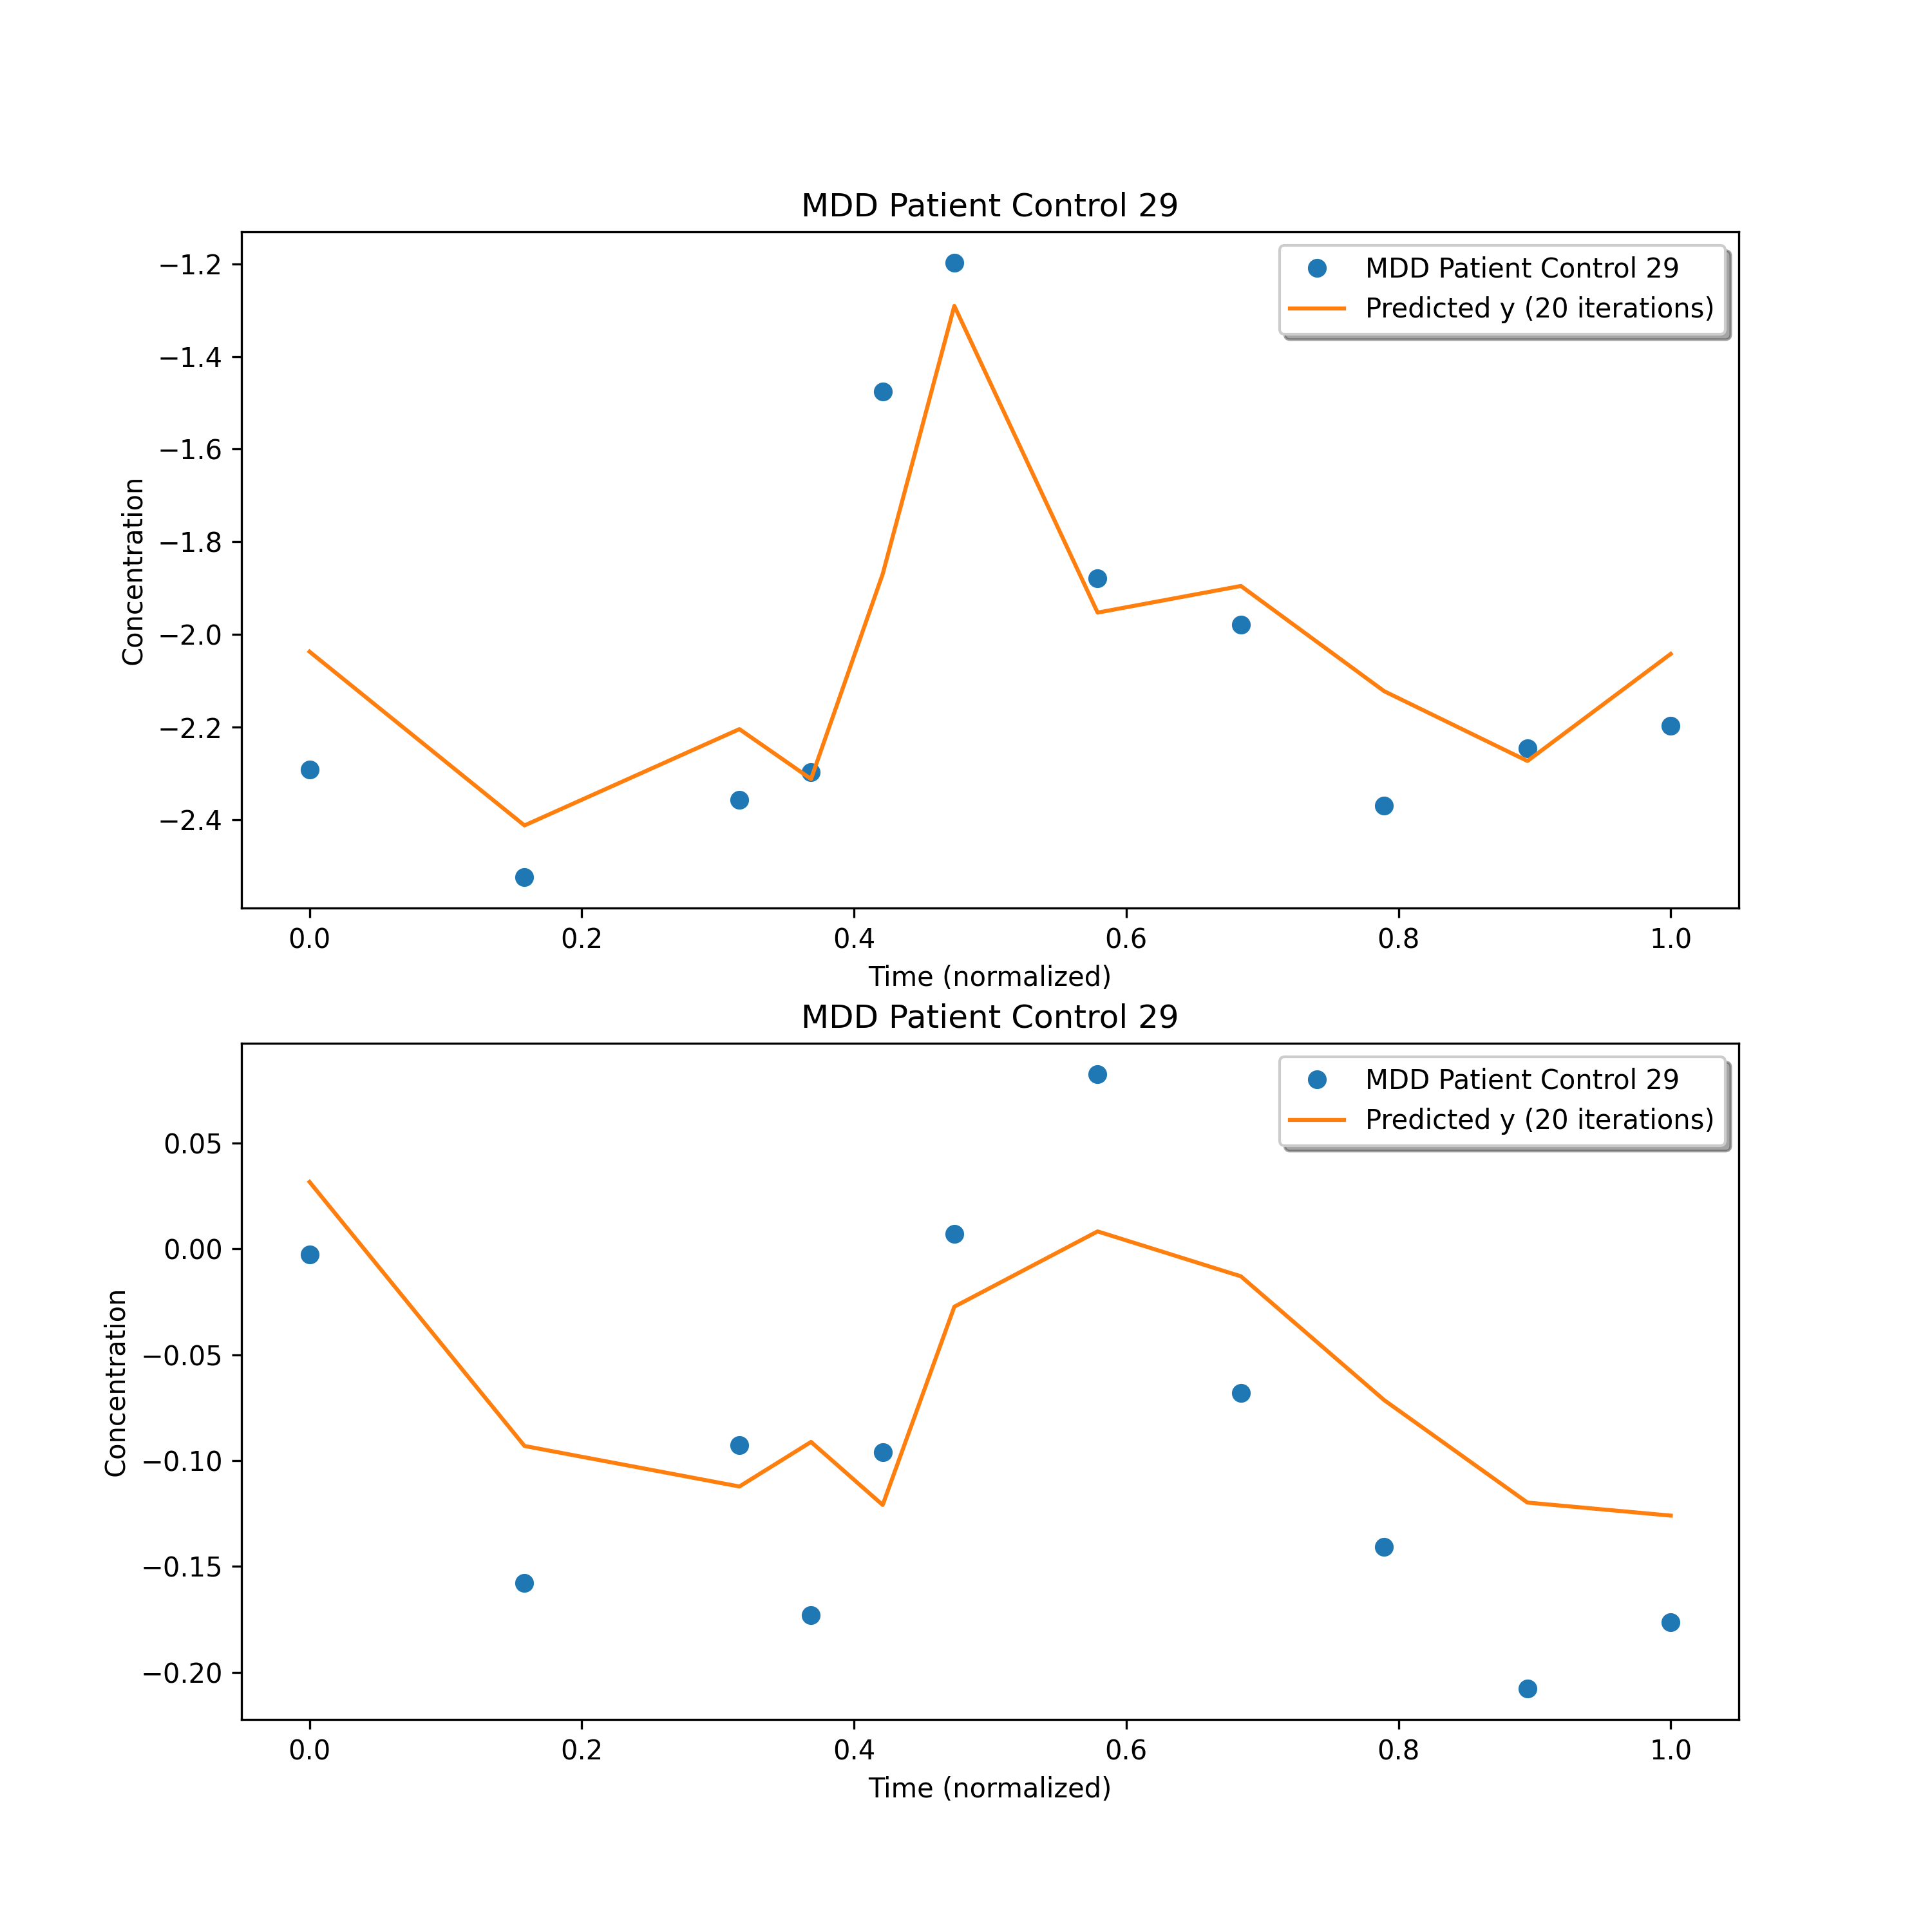 MDD Patient Control 29
−1.2
−1.4
−1.6
−1.8
−2.0
−2.2
−2.4
Concentration
MDD Patient Control 29
Predicted y (20 iterations)
0.0 0.2 0.4 0.6 0.8 1.0
Time (normalized)
MDD Patient Control 29
0.05
0.00
−0.05
−0.10
−0.15
−0.20
Concentration
MDD Patient Control 29
Predicted y (20 iterations)
0.0 0.2 0.4 0.6 0.8 1.0
Time (normalized)